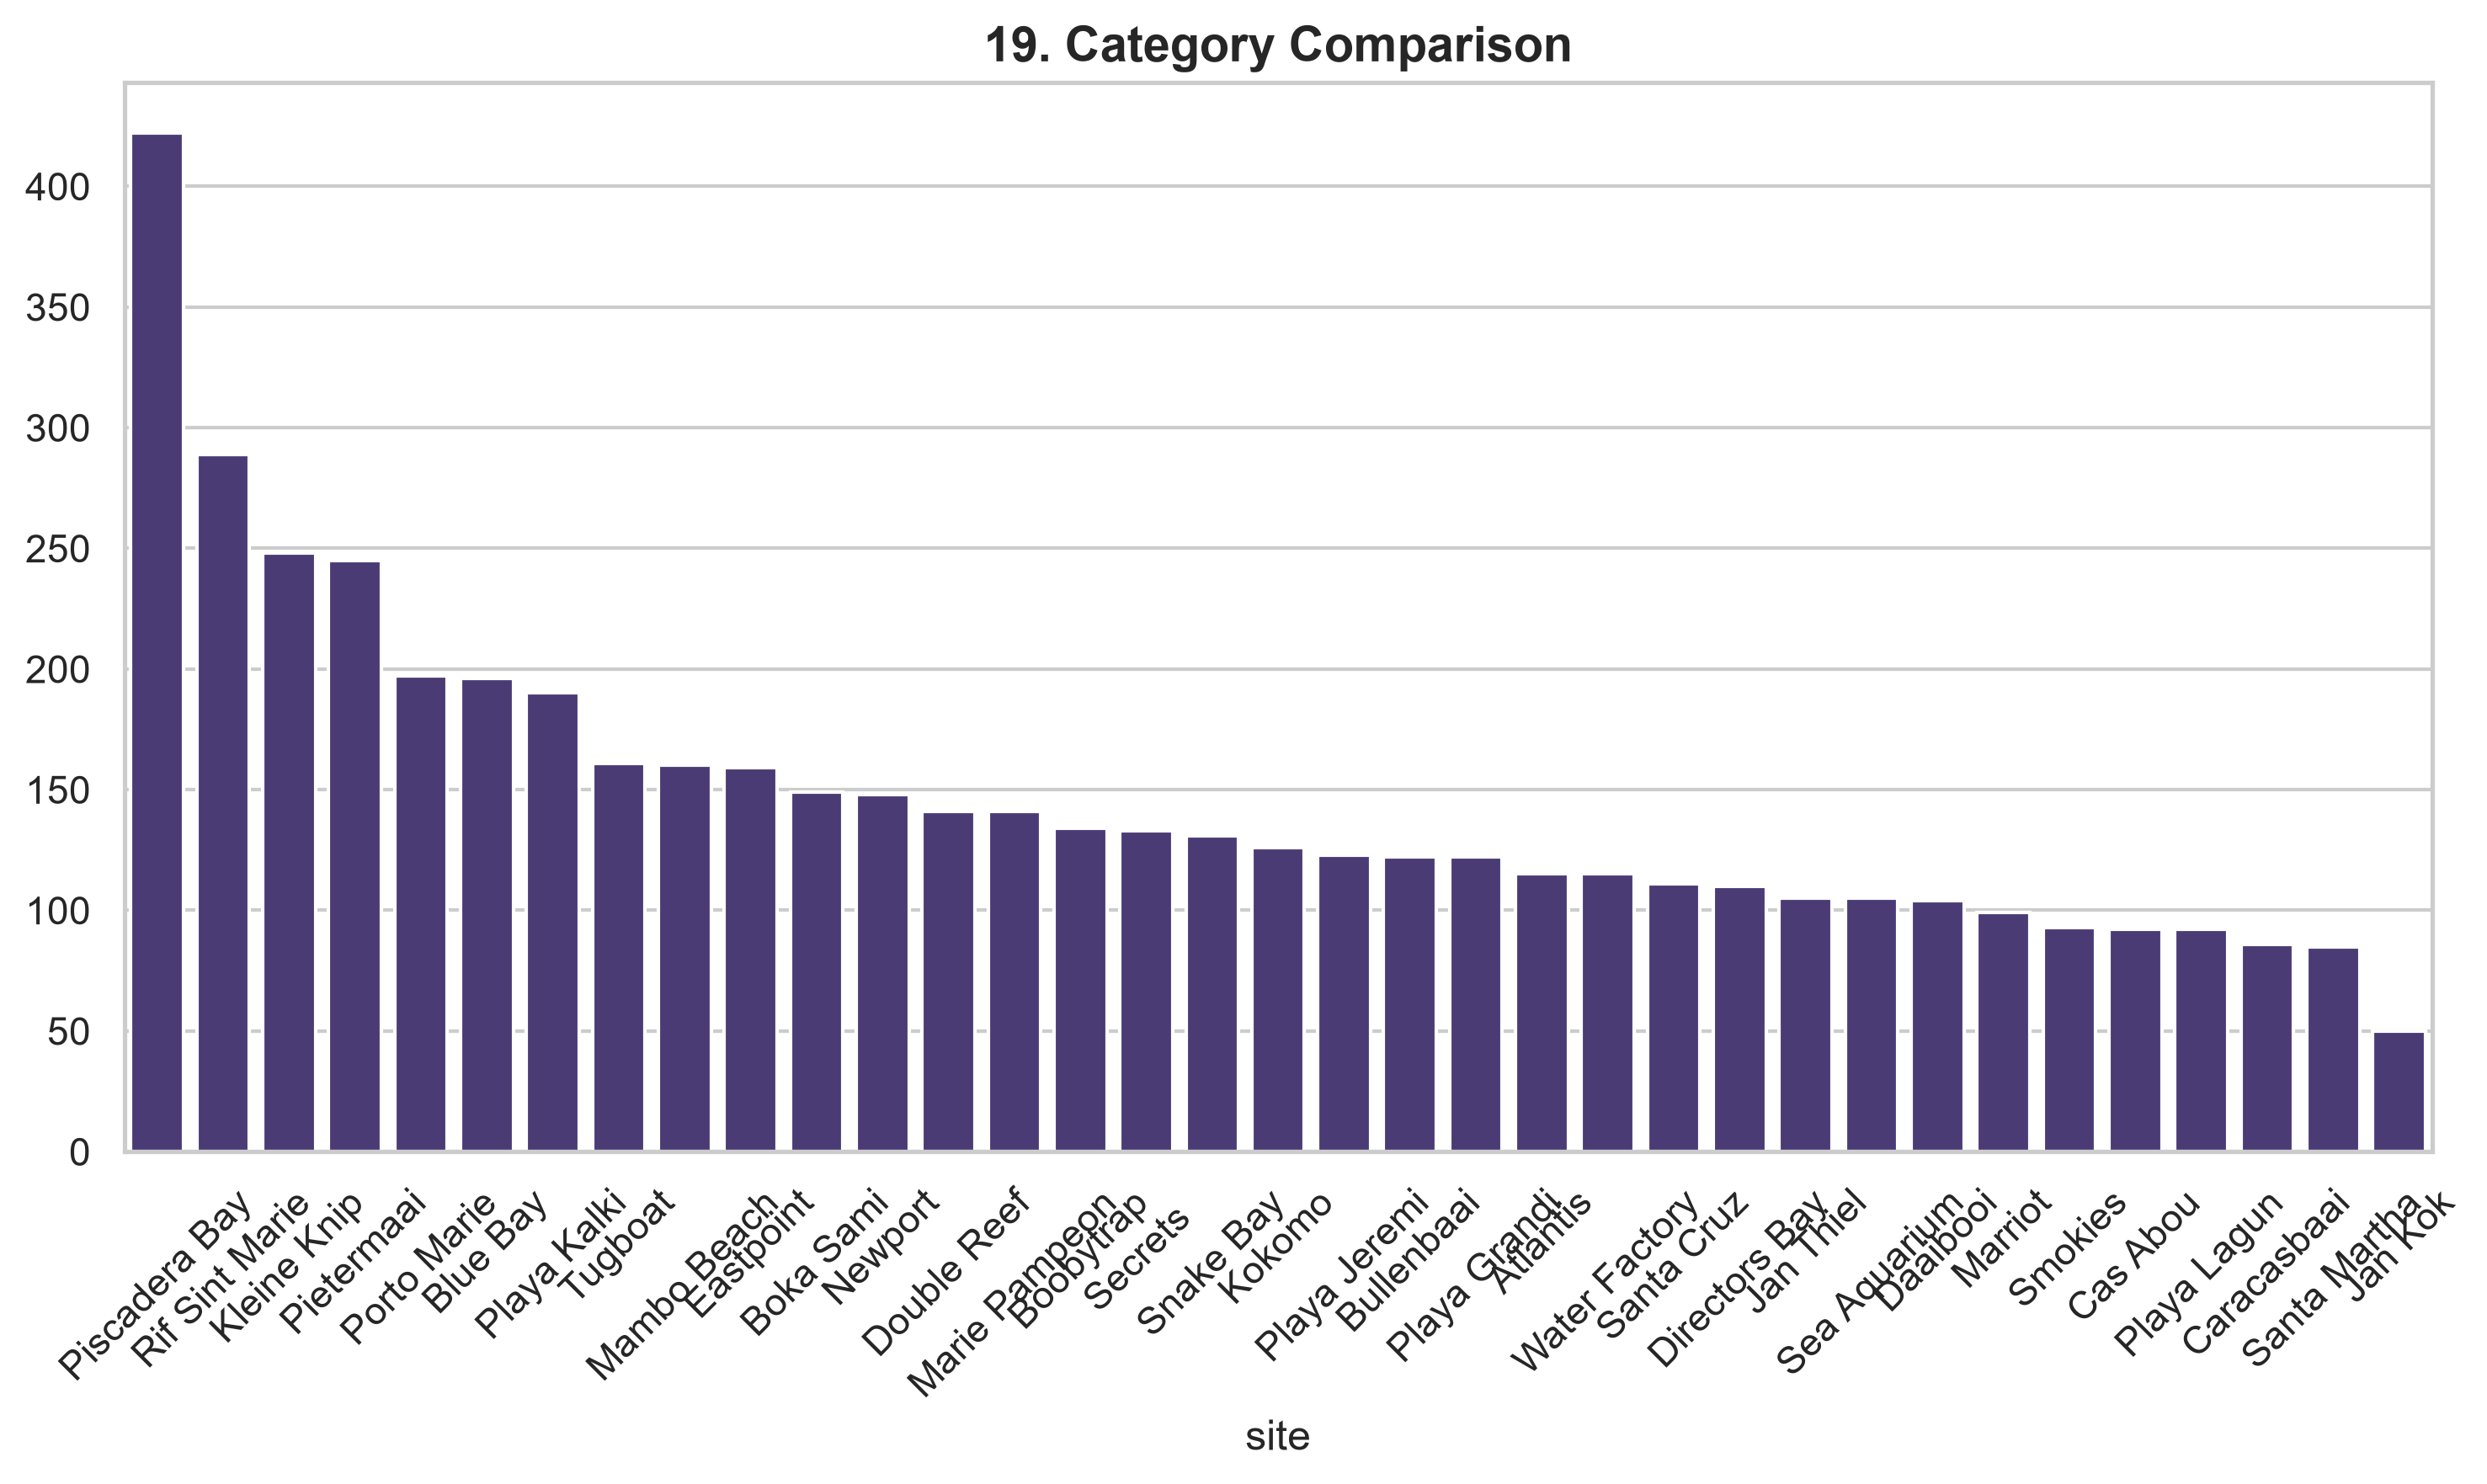 19. Category Comparison
400
350
300
250
200
150
100
50
0
Piscadera Bay
Rif Sint Marie
Kleine Knip
Pietermaai
Porto Marie
Blue Bay
Playa Kalki
Tugboat
Mambo Beach
Eastpoint
Boka Sami
Newport
Double Reef
Marie Pampeon
Boobytrap
Secrets
Snake Bay
Kokomo
Playa Jeremi
Bullenbaai
Playa Grandi
Atlantis
Water Factory
Santa Cruz
Directors Bay
Jan Thiel
Sea Aquarium
Daaibooi
Marriot
Smokies
Cas Abou
Playa Lagun
Caracasbaai
Santa Martha
Jan Kok
site